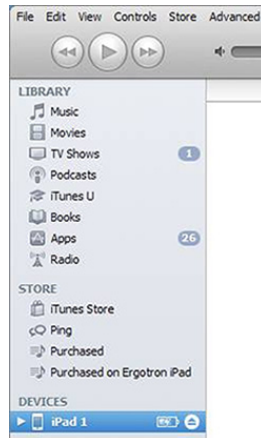 File Edit View Controls Store Advanced
LIBRARY
Music
Movies
TV Shows 1
Podcasts
iTunes U
Books
Apps 26
Radio
STORE
iTunes Store
Ping
Purchased
Purchased on Ergotron iPad
DEVICES
iPad 1